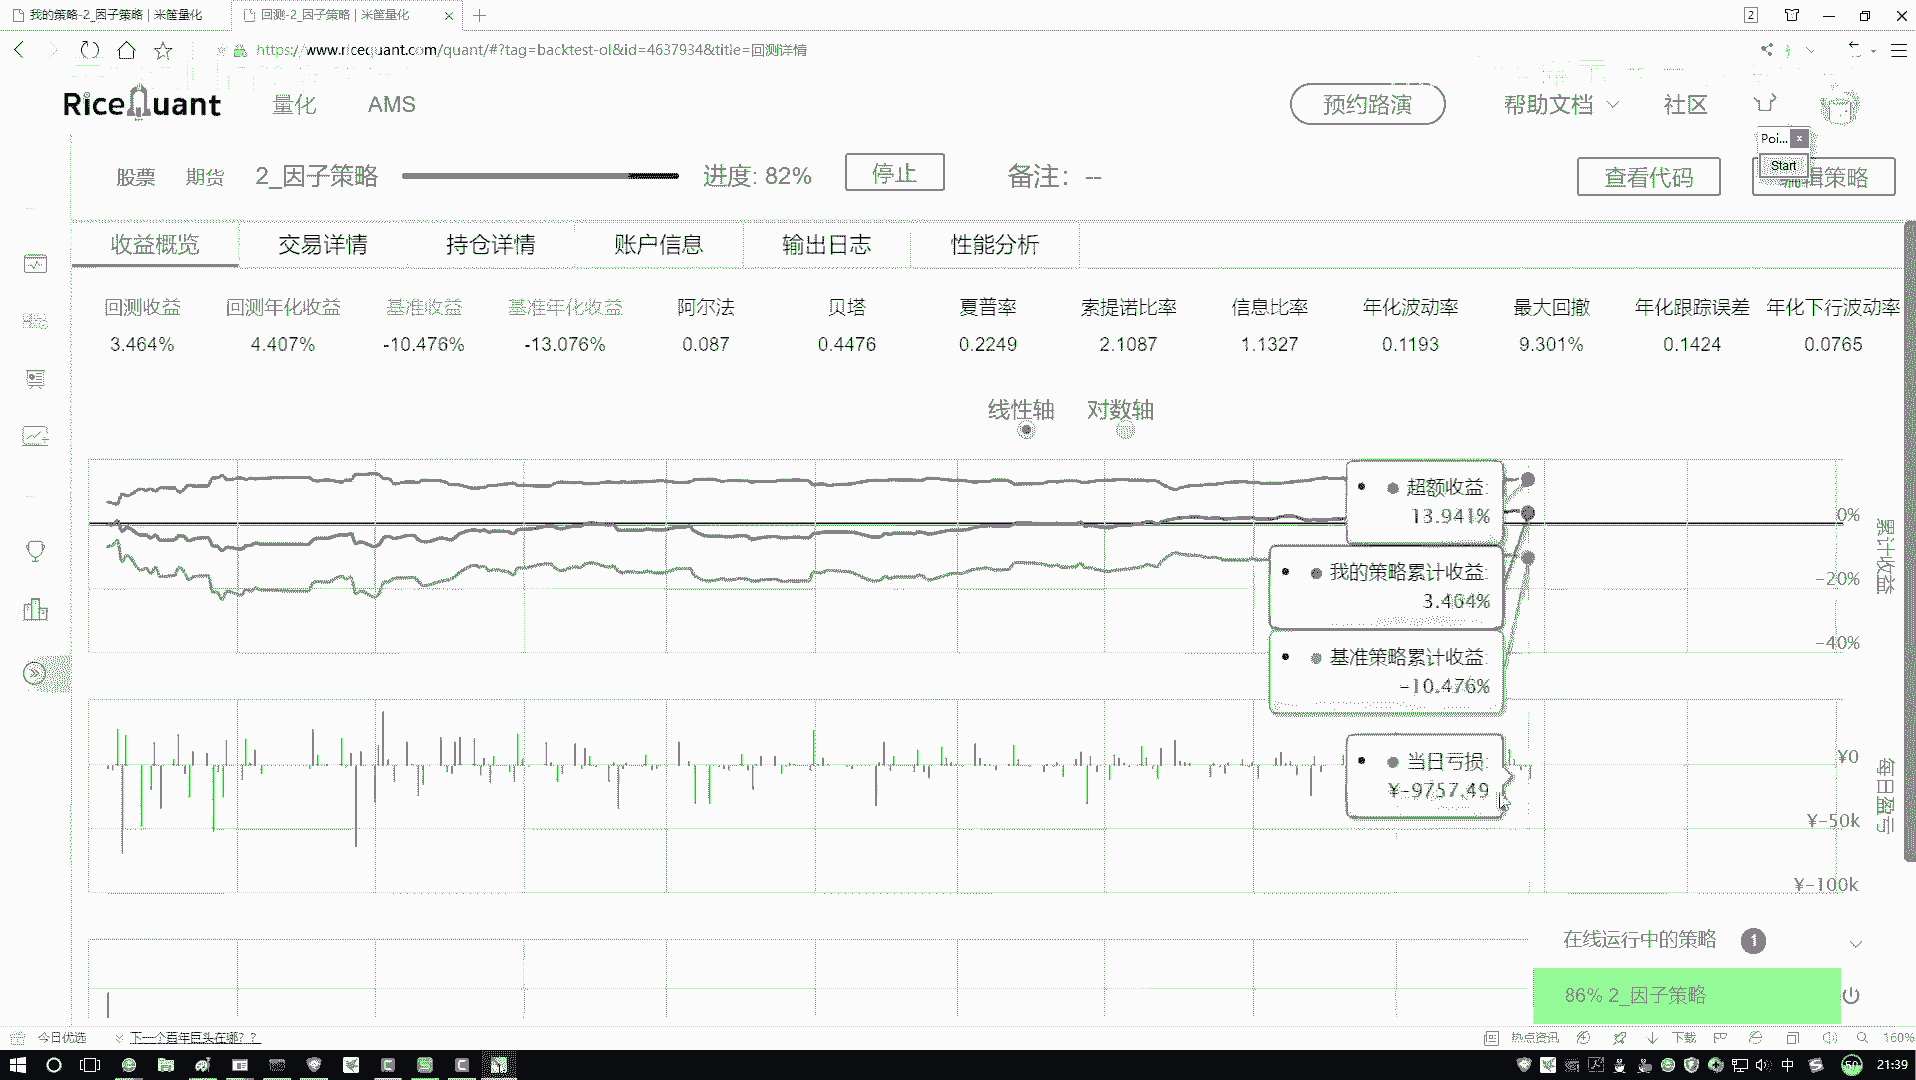 我的策略-2_因子策略 | 米筐量化
回测-2_因子策略 | 米筐量化
2
https://www.ricequant.com/quant/#?tag=backtest-ol&id=4637934&title=回测详情
RiceQuant 量化 AMS 预约路演 帮助文档 社区
Poi...
Start
股票 期货 2_因子策略 进度: 82% 停止 备注: -- 查看代码 编辑策略
收益概览 交易详情 持仓详情 账户信息 输出日志 性能分析
回测收益 回测年化收益 基准收益 基准年化收益 阿尔法 贝塔 夏普率 索提诺比率 信息比率 年化波动率 最大回撤 年化跟踪误差 年化下行波动率
3.464% 4.407% -10.476% -13.076% 0.087 0.4476 0.2249 2.1087 1.1327 0.1193 9.301% 0.1424 0.0765
线性轴 对数轴
超额收益:
13.941%
我的策略累计收益:
3.464%
基准策略累计收益:
-10.476%
0%
-20%
-40%
累计收益
当日亏损:
¥-9757.49
¥0
¥-50k
¥-100k
每日盈亏
在线运行中的策略 1
86% 2_因子策略
今日优选 下一个百年巨头在哪？？ 热点资讯 下载 160%
中 50 21:39